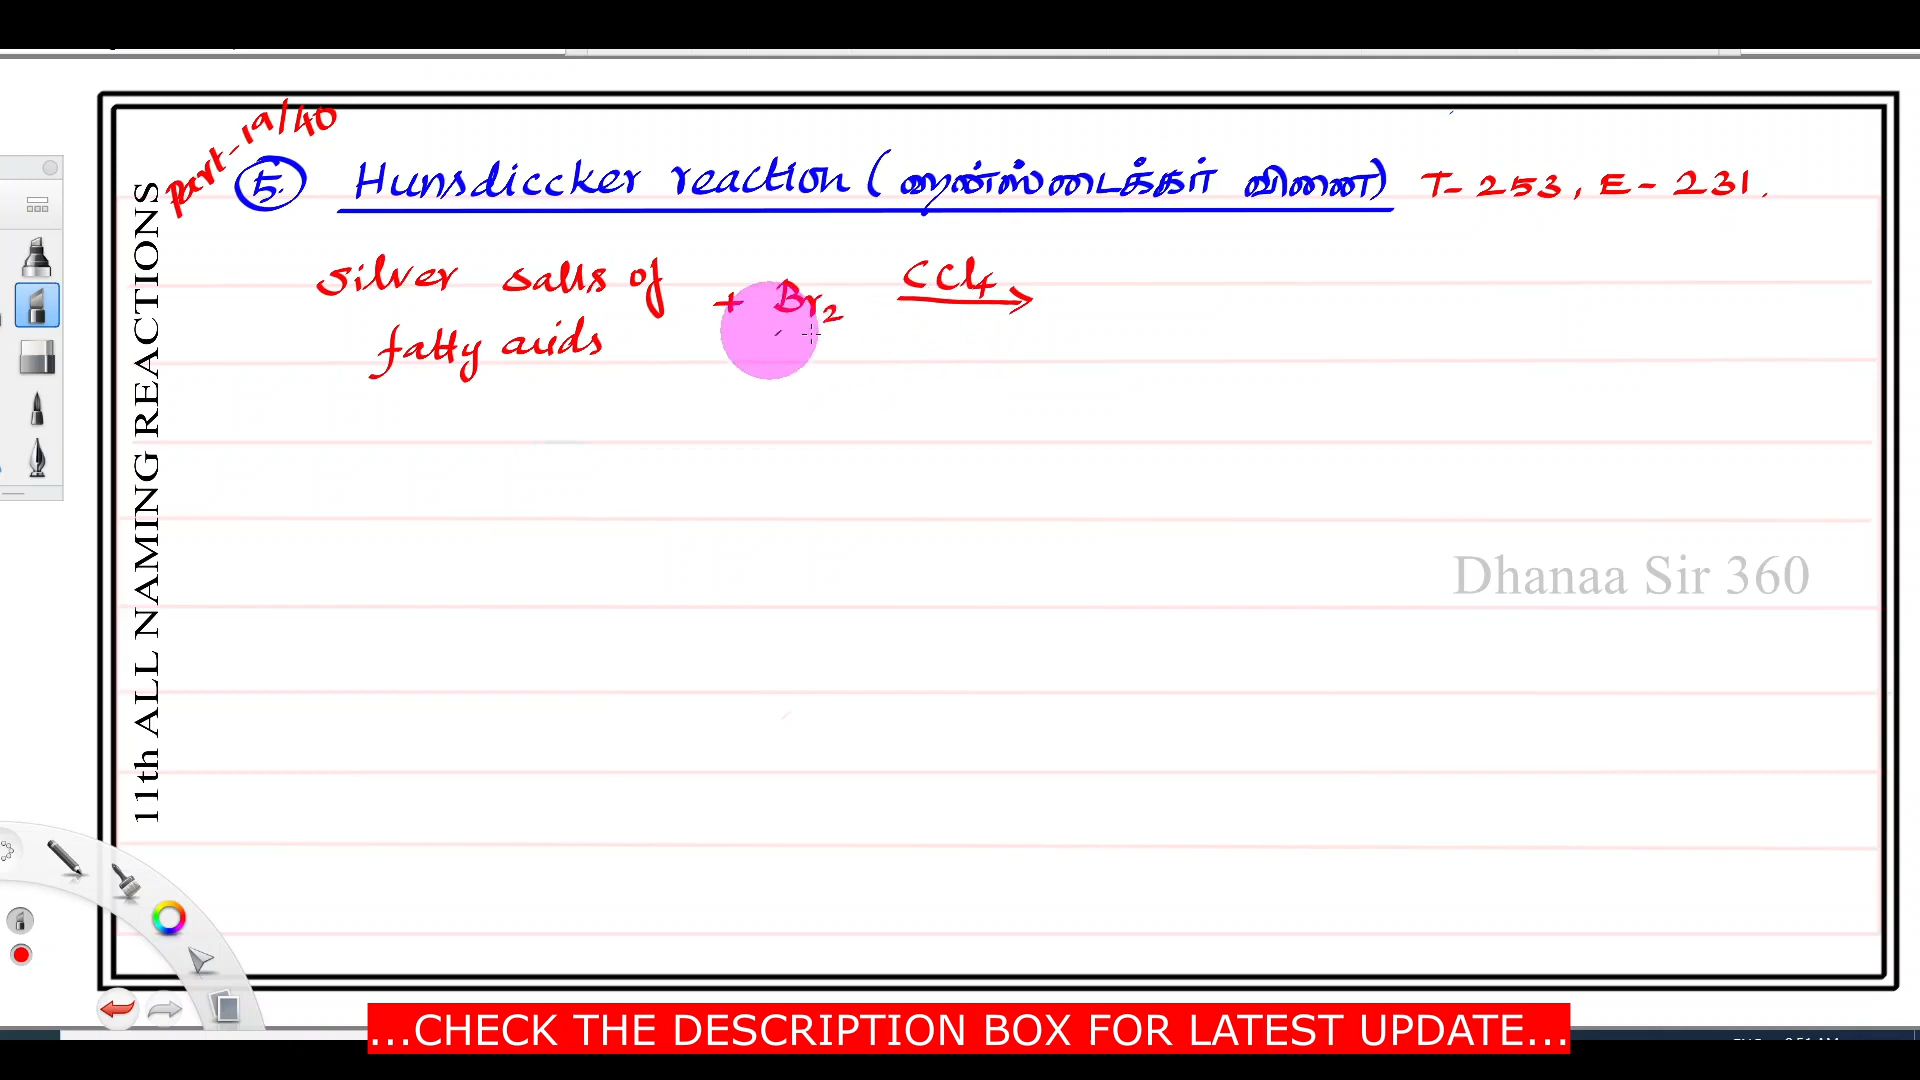 Part-19/40
5. Hunsdiccker reaction (ஹன்ஸ்டைக்கர் வினை) T-253, E-231.
Silver salts of
+ Br2 CCl4
fatty acids
11th ALL NAMING REACTIONS
Dhanaa Sir 360
...CHECK THE DESCRIPTION BOX FOR LATEST UPDATE...